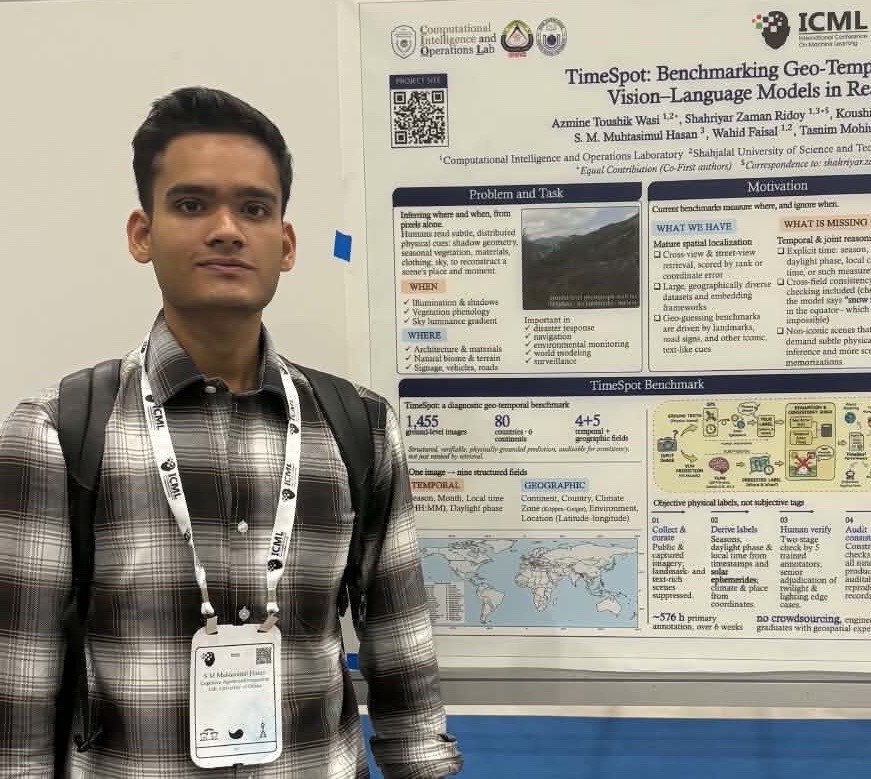 Computational
Intelligence and
Operations Lab
ICML
International Conference
On Machine Learning
PROJECT SITE
TimeSpot: Benchmarking Geo-Temp
Vision–Language Models in Re
Azmine Toushik Wasi 1,2*, Shahriyar Zaman Ridoy 1,3*§, Koushi
S. M. Muhtasimul Hasan 3, Wahid Faisal 1,2, Tasnim Mohiu
1Computational Intelligence and Operations Laboratory 2Shahjalal University of Science and Tec
*Equal Contribution (Co-First authors) §Correspondence to: shahriyar.za
Problem and Task
Inferring where and when, from
pixels alone.
Humans read subtle, distributed
physical cues: shadow geometry,
seasonal vegetation, materials,
clothing, sky, to reconstruct a
scene's place and moment.
WHEN
✓ Illumination & shadows
✓ Vegetation phenology
✓ Sky luminance gradient
WHERE
✓ Architecture & materials
✓ Natural biome & terrain
✓ Signage, vehicles, roads
Important in
✓ disaster response
✓ navigation
✓ environmental monitoring
✓ world modeling
✓ surveillance
Motivation
Current benchmarks measure where, and ignore when.
WHAT WE HAVE
Mature spatial localization
☐ Cross-view & street-view
retrieval, scored by rank or
coordinate error
☐ Large, geographically diverse
datasets and embedding
frameworks
☐ Geo-guessing benchmarks
are driven by landmarks,
road signs, and other iconic,
text-like cues
WHAT IS MISSING
Temporal & joint reasoni
☐ Explicit time: season,
daylight phase, local c
time, or such measure
☐ Cross-field consistency
checking included (che
the model says "snow
in the equator- which
impossible)
☐ Non-iconic scenes that
demand subtle physica
inference and more sc
memorizations
TimeSpot Benchmark
TimeSpot: a diagnostic geo-temporal benchmark
1,455
ground-level images
80
countries · 6
continents
4+5
temporal +
geographic fields
Structured, verifiable, physically-grounded prediction, auditable for consistency,
not just ranked by retrieval.
One image → nine structured fields
TEMPORAL
Season, Month, Local time
(HH:MM), Daylight phase
GEOGRAPHIC
Continent, Country, Climate
Zone (Köppen–Geiger), Environment,
Location (Latitude–longitude)
Objective physical labels, not subjective tags
01
Collect &
curate
Public &
captured
imagery;
landmark- and
text-rich
scenes
suppressed.
02
Derive labels
Seasons,
daylight phase &
local time from
timestamps and
solar
ephemerides;
climate & place
from
coordinates.
03
Human verify
Two-stage
check by 5
trained
annotators;
senior
adjudication of
twilight &
lighting edge
cases.
04
Audit
~576 h primary
annotation, over 6 weeks
no crowdsourcing, engine
graduates with geospatial expe
ICML
ICML
ICML
ICML